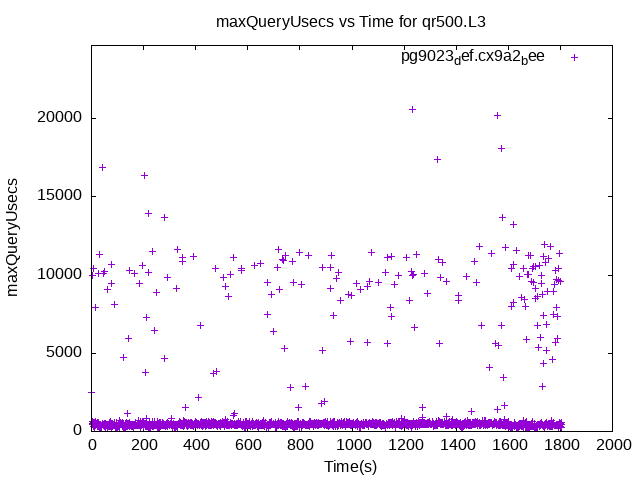 maxQueryUsecs vs Time for qr500.L3
pg9023def.cx9a2bee
maxQueryUsecs
20000
15000
10000
5000
0
0 200 400 600 800 1000 1200 1400 1600 1800 2000
Time(s)